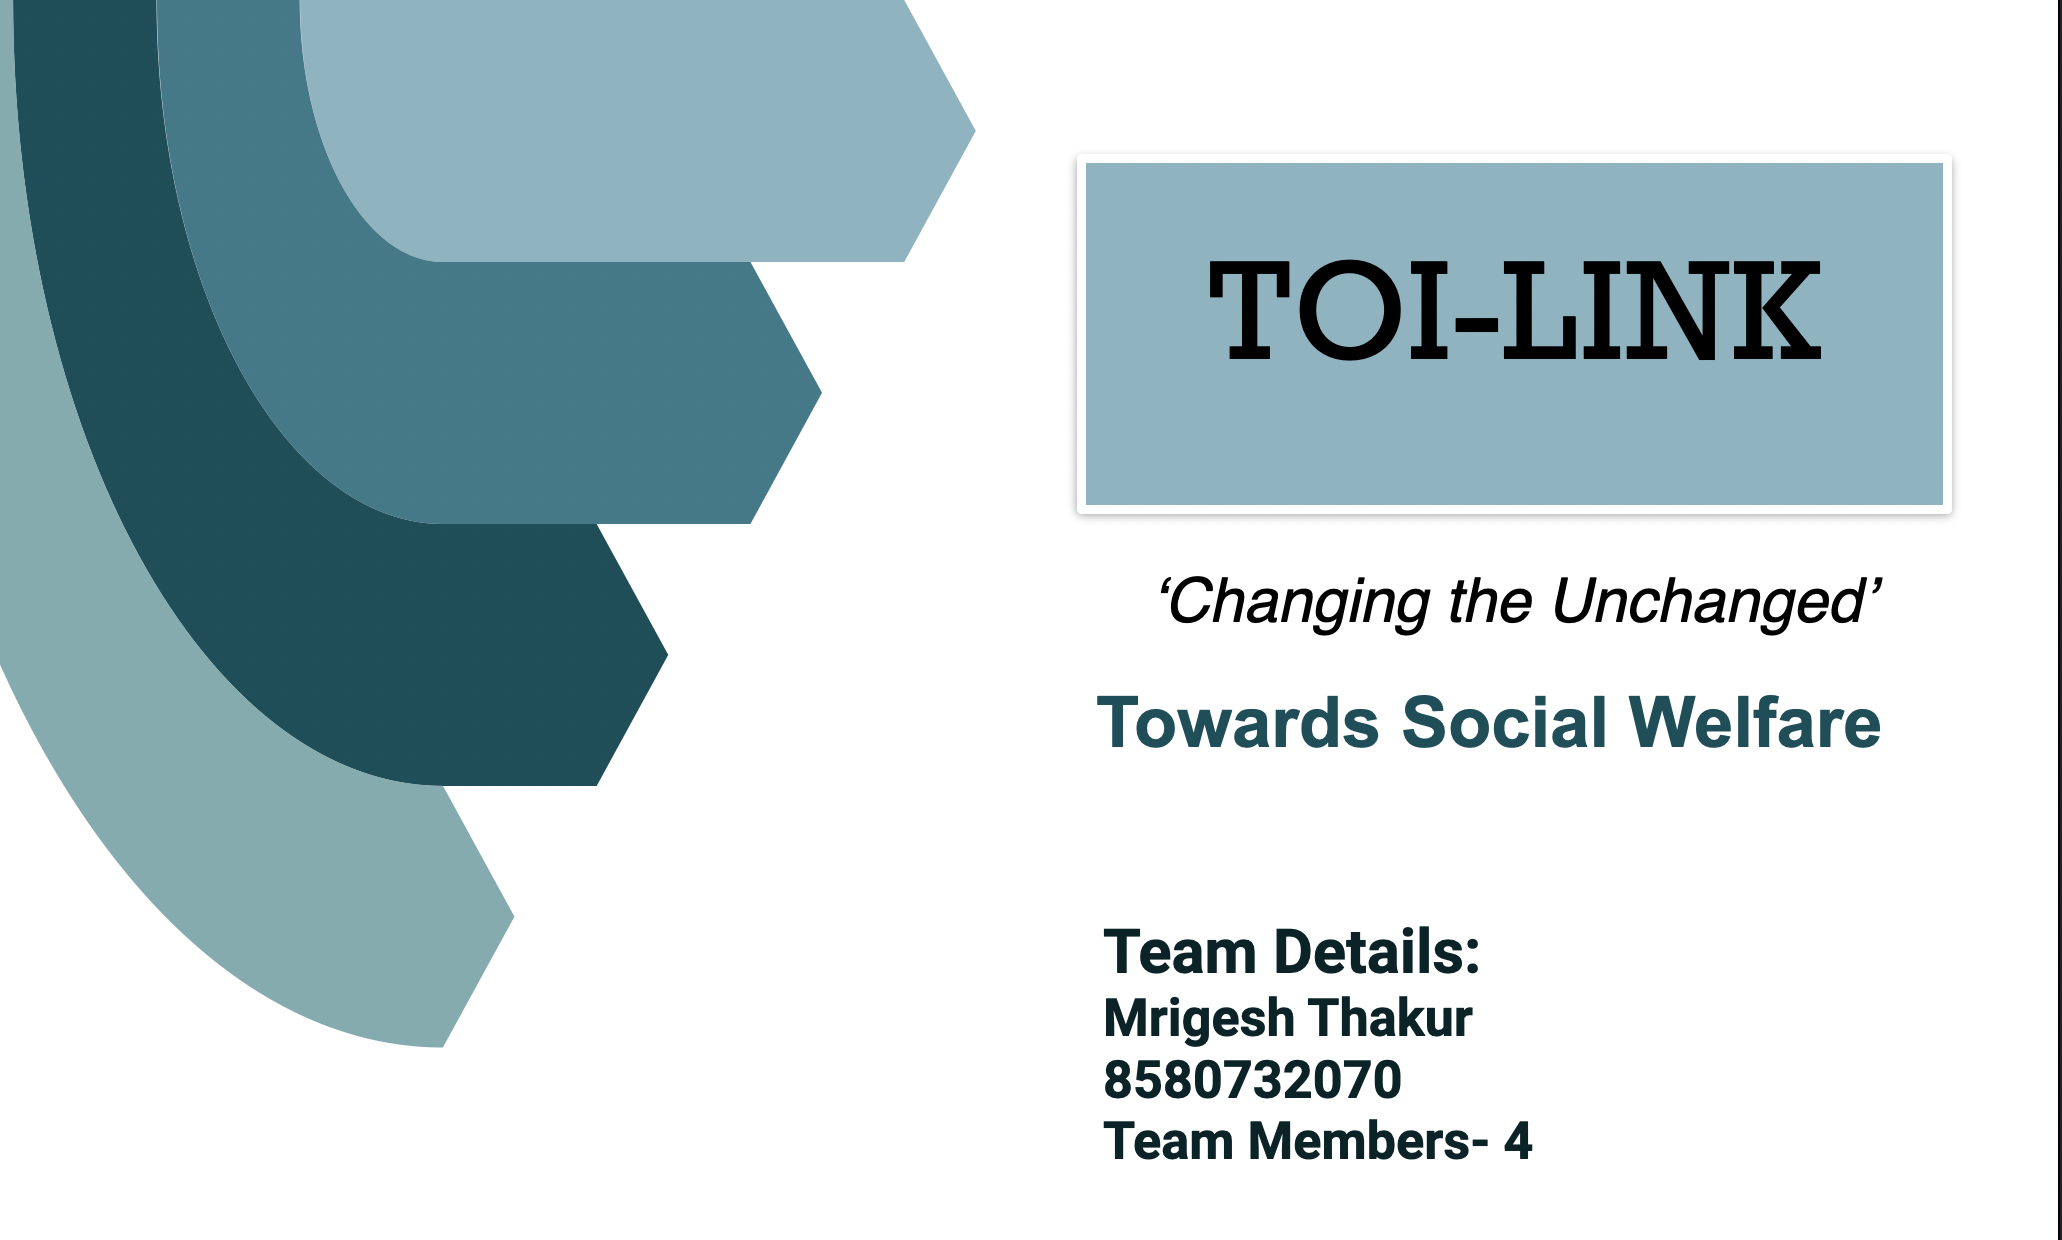 TOI-LINK
‘Changing the Unchanged’
Towards Social Welfare
Team Details:
Mrigesh Thakur
8580732070
Team Members- 4